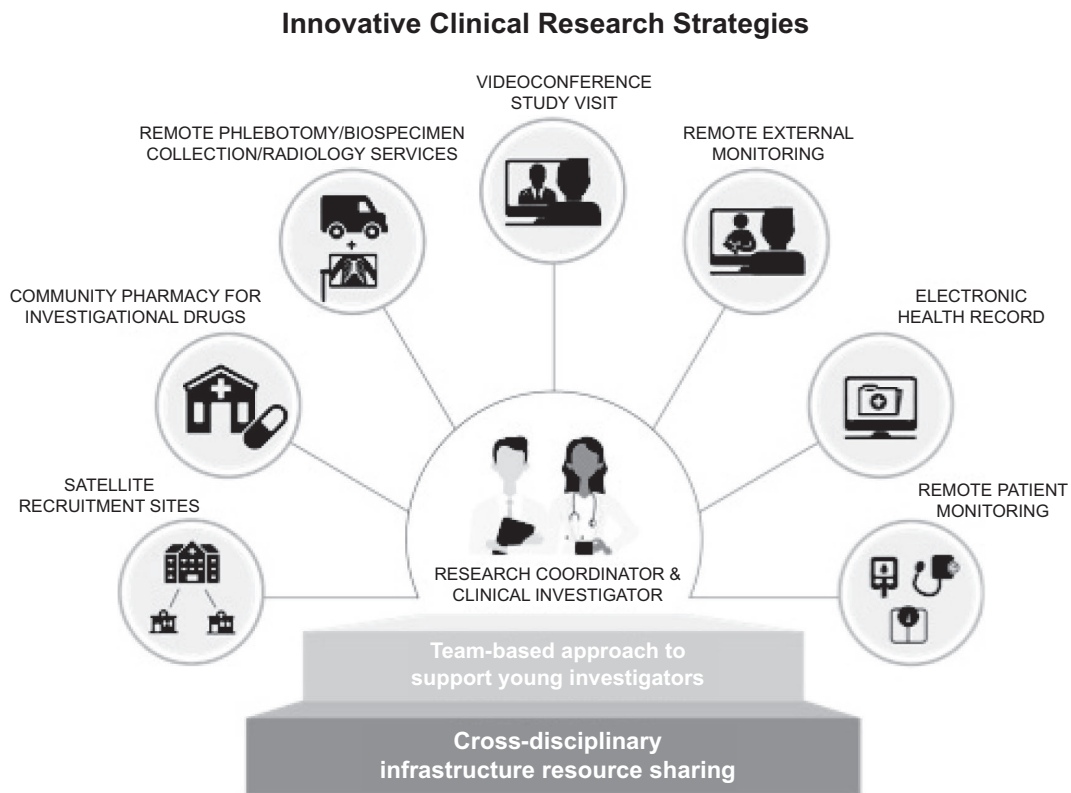 Innovative Clinical Research Strategies
VIDEOCONFERENCE
STUDY VISIT
REMOTE PHLEBOTOMY/BIOSPECIMEN
COLLECTION/RADIOLOGY SERVICES
REMOTE EXTERNAL
MONITORING
COMMUNITY PHARMACY FOR
INVESTIGATIONAL DRUGS
ELECTRONIC
HEALTH RECORD
SATELLITE
RECRUITMENT SITES
REMOTE PATIENT
MONITORING
RESEARCH COORDINATOR &
CLINICAL INVESTIGATOR
Team-based approach to
support young investigators
Cross-disciplinary
infrastructure resource sharing